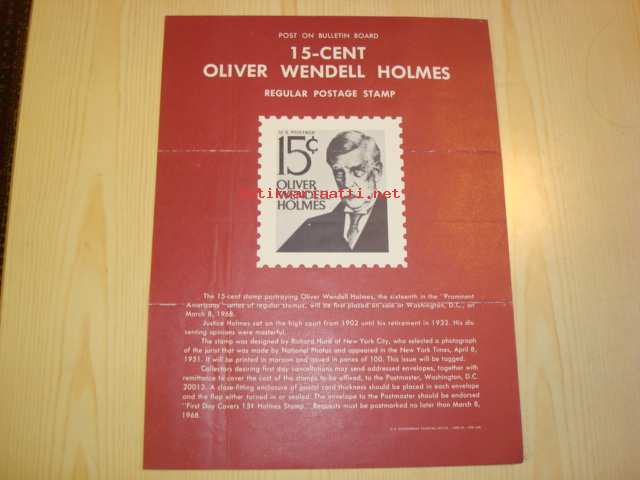 POST ON BULLETIN BOARD
15-CENT
OLIVER WENDELL HOLMES
REGULAR POSTAGE STAMP
U.S. POSTAGE
15¢
OLIVER
WENDELL
HOLMES
antikvariaatti.net
The 15-cent stamp portraying Oliver Wendell Holmes, the sixteenth in the "Prominent
Americans" series of regular stamps, will be first placed on sale at Washington, D.C., on
March 8, 1968.
Justice Holmes sat on the high court from 1902 until his retirement in 1932. His dis
senting opinions were masterful.
The stamp was designed by Richard Hurd of New York City, who selected a photograph
of the jurist that was made by National Photos and appeared in the New York Times, April 8,
1931. It will be printed in maroon and issued in panes of 100. This issue will be tagged.
Collectors desiring first day cancellations may send addressed envelopes, together with
remittance to cover the cost of the stamps to be affixed, to the Postmaster, Washington, D.C.
20013. A close-fitting enclosure of postal card thickness should be placed in each envelope
and the flap either turned in or sealed. The envelope to the Postmaster should be endorsed
"First Day Covers 15¢ Holmes Stamp." Requests must be postmarked no later than March 8,
1968.